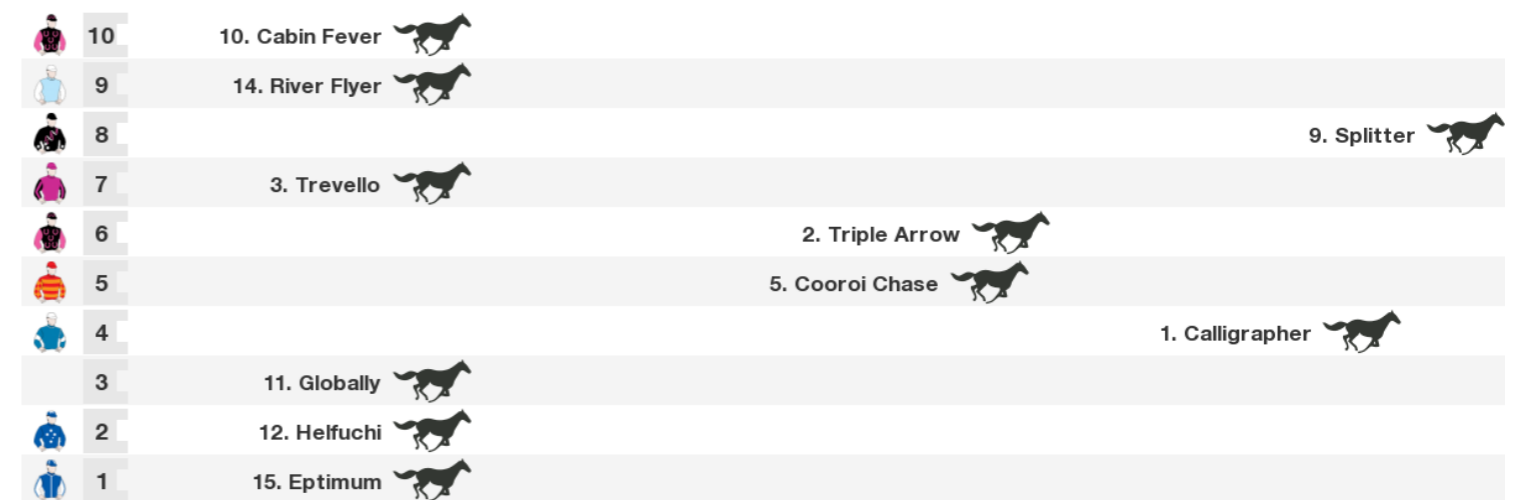 10 10. Cabin Fever
9 14. River Flyer
8 9. Splitter
7 3. Trevello
6 2. Triple Arrow
5 5. Cooroi Chase
4 1. Calligrapher
3 11. Globally
2 12. Helfuchi
1 15. Eptimum